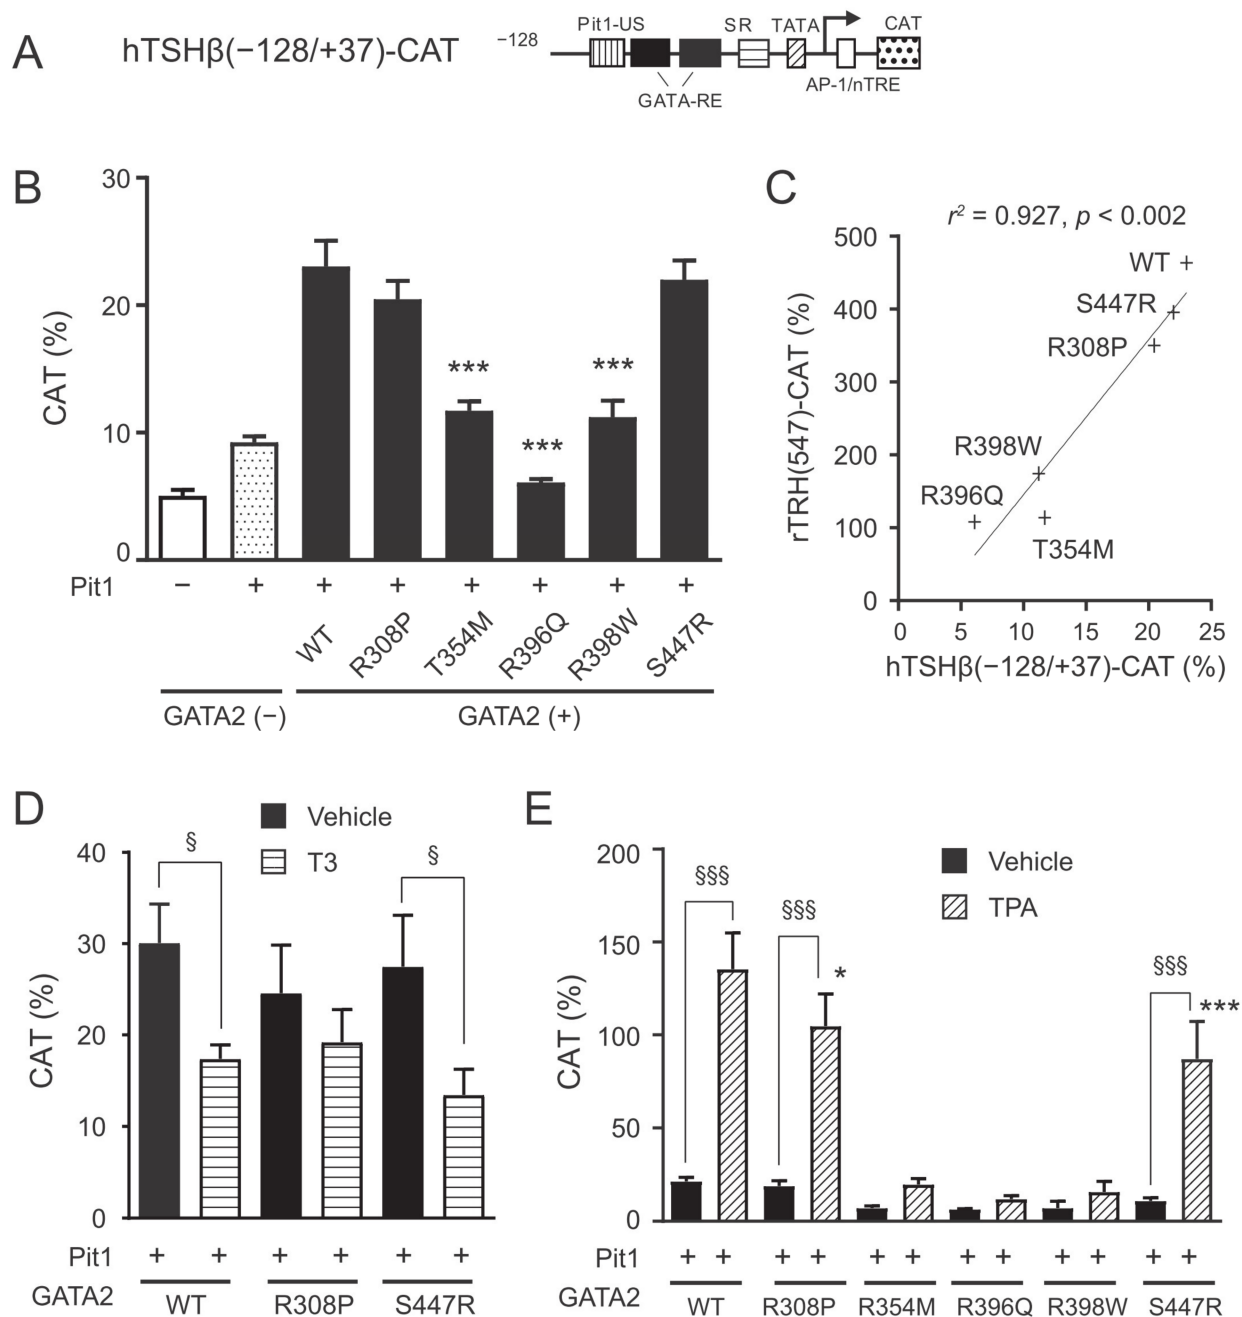 A
hTSHβ(−128/+37)-CAT
−128
Pit1-US
SR
TATA
CAT
GATA-RE
AP-1/nTRE
B
CAT (%)
30
20
10
0
***
***
***
Pit1
− + + + + + + +
WT R308P T354M R396Q R398W S447R
GATA2 (−)
GATA2 (+)
C
r² = 0.927, p < 0.002
rTRH(547)-CAT (%)
500
400
300
200
100
0
WT
S447R
R308P
R398W
R396Q
T354M
0 5 10 15 20 25
hTSHβ(−128/+37)-CAT (%)
D
Vehicle
T3
CAT (%)
40
30
20
10
0
§
§
Pit1 + + + + + +
GATA2 WT R308P S447R
E
Vehicle
TPA
CAT (%)
200
150
100
50
0
§§§
§§§
*
§§§
***
Pit1 + + + + + + + + + + + +
GATA2 WT R308P R354M R396Q R398W S447R